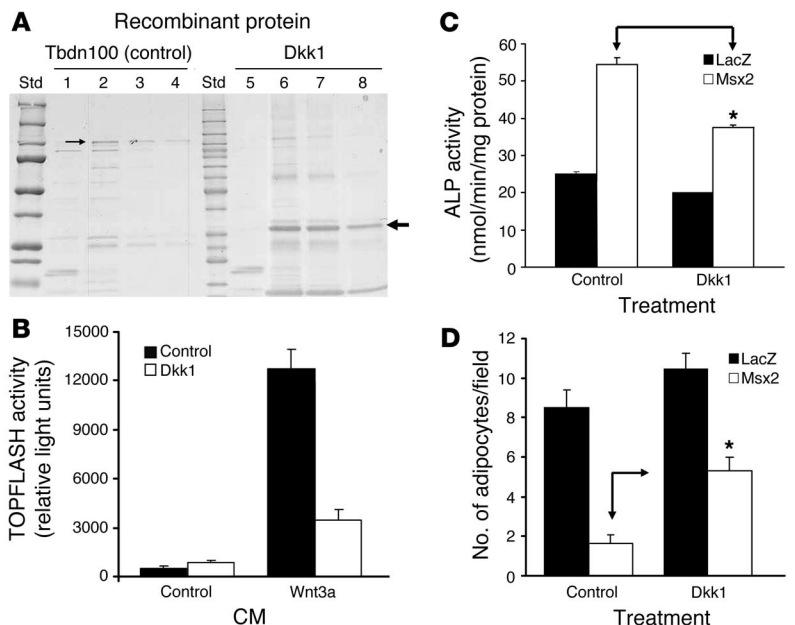 A
Recombinant protein
Tbdn100 (control)
Dkk1
Std 1 2 3 4 Std 5 6 7 8
B
TOPFLASH activity
(relative light units)
15000
12000
9000
6000
3000
0
Control
Dkk1
Control
Wnt3a
CM
C
ALP activity
(nmol/min/mg protein)
60
50
40
30
20
10
0
LacZ
Msx2
*
Control
Dkk1
Treatment
D
No. of adipocytes/field
12
10
8
6
4
2
0
LacZ
Msx2
*
Control
Dkk1
Treatment